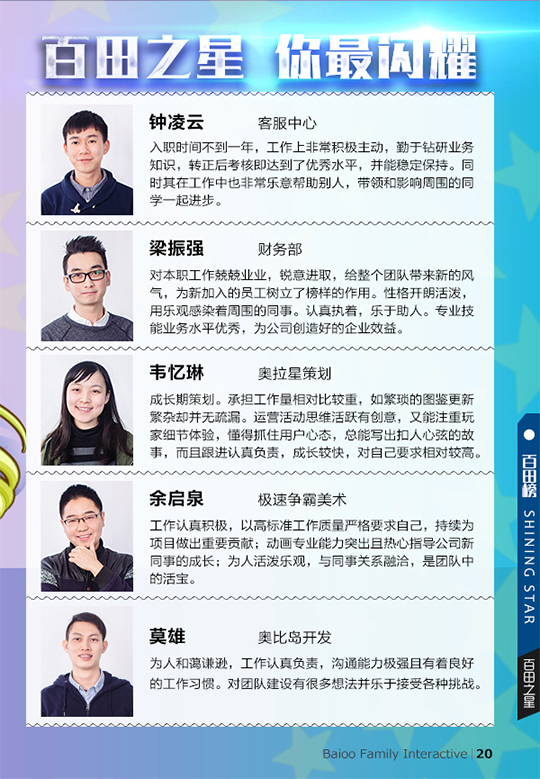 百田之星 你最闪耀
钟凌云 客服中心
入职时间不到一年，工作上非常积极主动，勤于钻研业务
知识，转正后考核即达到了优秀水平，并能稳定保持。同
时其在工作中也非常乐意帮助别人，带领和影响周围的同
学一起进步。
梁振强 财务部
对本职工作兢兢业业，锐意进取，给整个团队带来新的风
气，为新加入的员工树立了榜样的作用。性格开朗活泼，
用乐观感染着周围的同事。认真执着，乐于助人。专业技
能业务水平优秀，为公司创造好的企业效益。
韦忆琳 奥拉星策划
成长期策划。承担工作量相对比较重，如繁琐的图鉴更新
繁杂却并无疏漏。运营活动思维活跃有创意，又能注重玩
家细节体验，懂得抓住用户心态，总能写出扣人心弦的故
事，而且跟进认真负责，成长较快，对自己要求相对较高。
余启泉 极速争霸美术
工作认真积极，以高标准工作质量严格要求自己，持续为
项目做出重要贡献；动画专业能力突出且热心指导公司新
同事的成长；为人活泼乐观，与同事关系融洽，是团队中
的活宝。
莫雄 奥比岛开发
为人和蔼谦逊，工作认真负责，沟通能力极强且有着良好
的工作习惯。对团队建设有很多想法并乐于接受各种挑战。
百田榜 SHINING STAR
百田之星
Baioo Family Interactive | 20